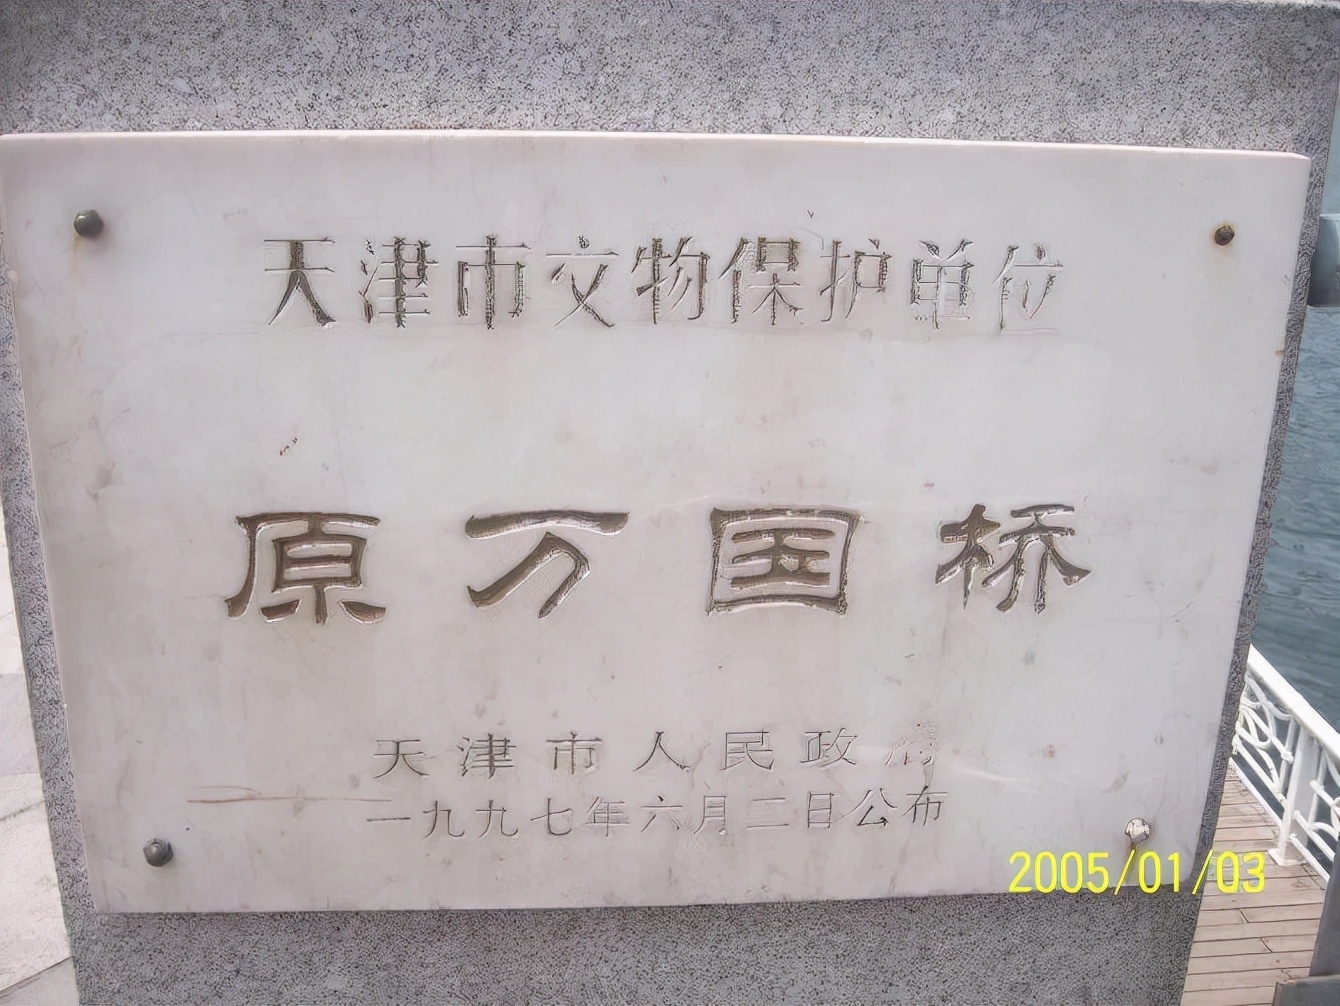 天津市文物保护单位
原万国桥
天津市人民政府
一九九七年六月二日公布
2005/01/03